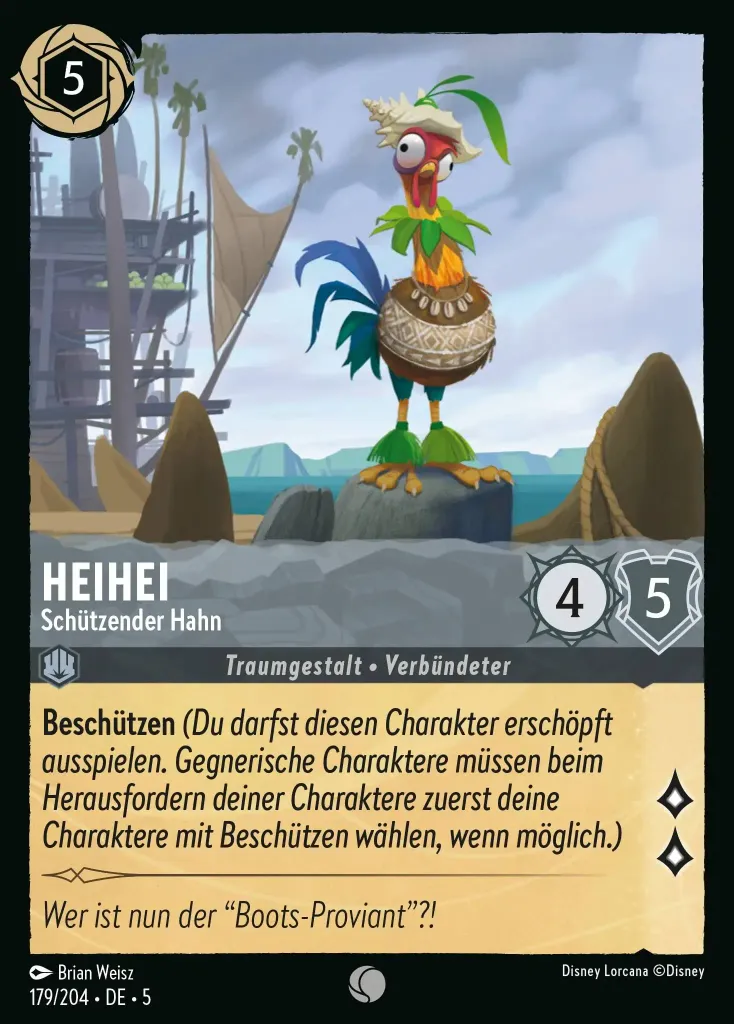 5
HEIHEI
Schützender Hahn
4
5
Traumgestalt • Verbündeter
Beschützen (Du darfst diesen Charakter erschöpft
ausspielen. Gegnerische Charaktere müssen beim
Herausfordern deiner Charaktere zuerst deine
Charaktere mit Beschützen wählen, wenn möglich.)
Wer ist nun der “Boots-Proviant”?!
Brian Weisz
Disney Lorcana ©Disney
179/204 • DE • 5